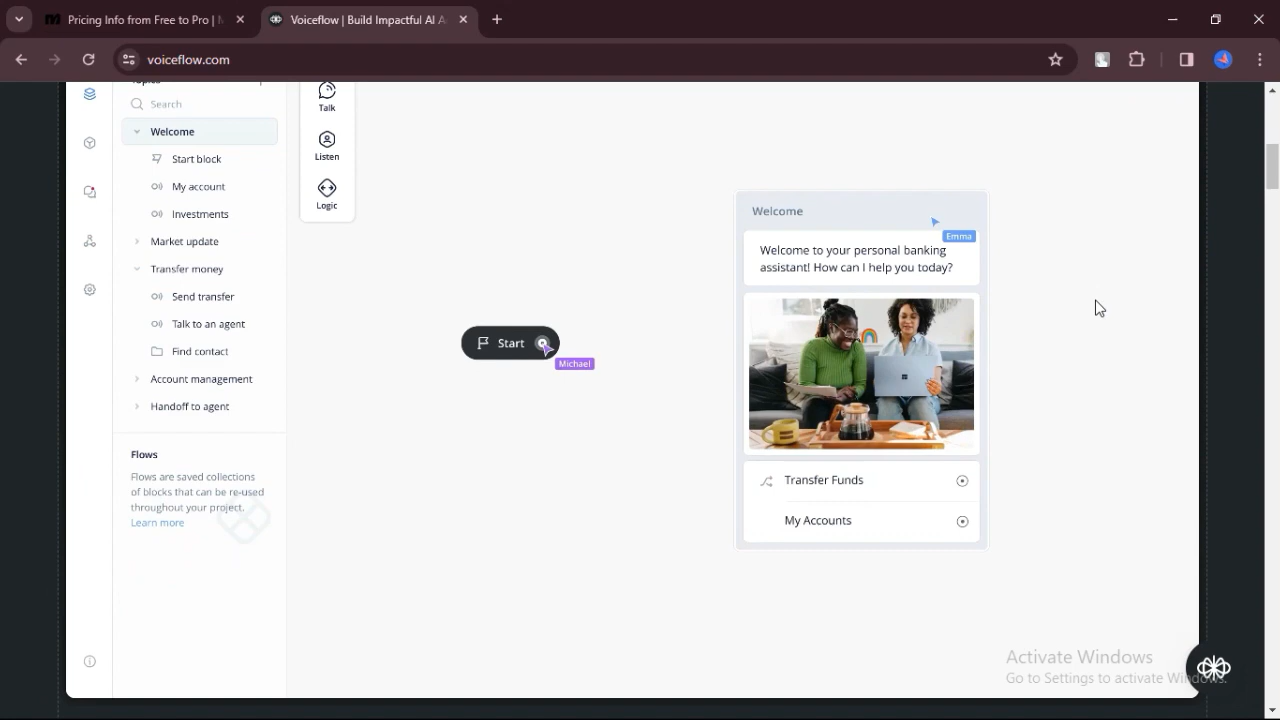 Pricing Info from Free to Pro |
Voiceflow | Build Impactful AI A
voiceflow.com
Search
Welcome
Start block
My account
Investments
Market update
Transfer money
Send transfer
Talk to an agent
Find contact
Account management
Handoff to agent
Flows
Flows are saved collections
of blocks that can be re-used
throughout your project.
Learn more
Talk
Listen
Logic
Start
Michael
Welcome
Emma
Welcome to your personal banking
assistant! How can I help you today?
Transfer Funds
My Accounts
Activate Windows
Go to Settings to activate Windows.